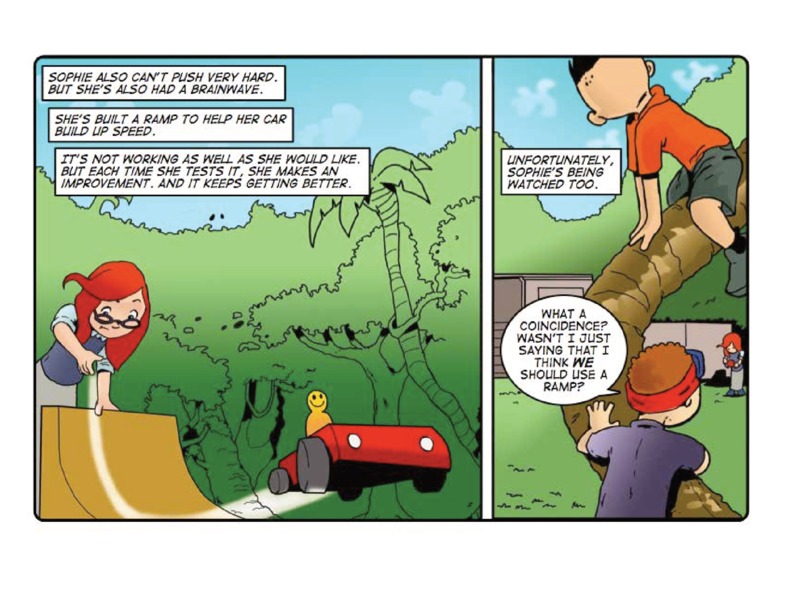 SOPHIE ALSO CAN'T PUSH VERY HARD.
BUT SHE'S ALSO HAD A BRAINWAVE.
SHE'S BUILT A RAMP TO HELP HER CAR
BUILD UP SPEED.
IT'S NOT WORKING AS WELL AS SHE WOULD LIKE.
BUT EACH TIME SHE TESTS IT, SHE MAKES AN
IMPROVEMENT. AND IT KEEPS GETTING BETTER.
UNFORTUNATELY,
SOPHIE'S BEING
WATCHED TOO.
WHAT A
COINCIDENCE?
WASN'T I JUST
SAYING THAT I
THINK WE
SHOULD USE A
RAMP?